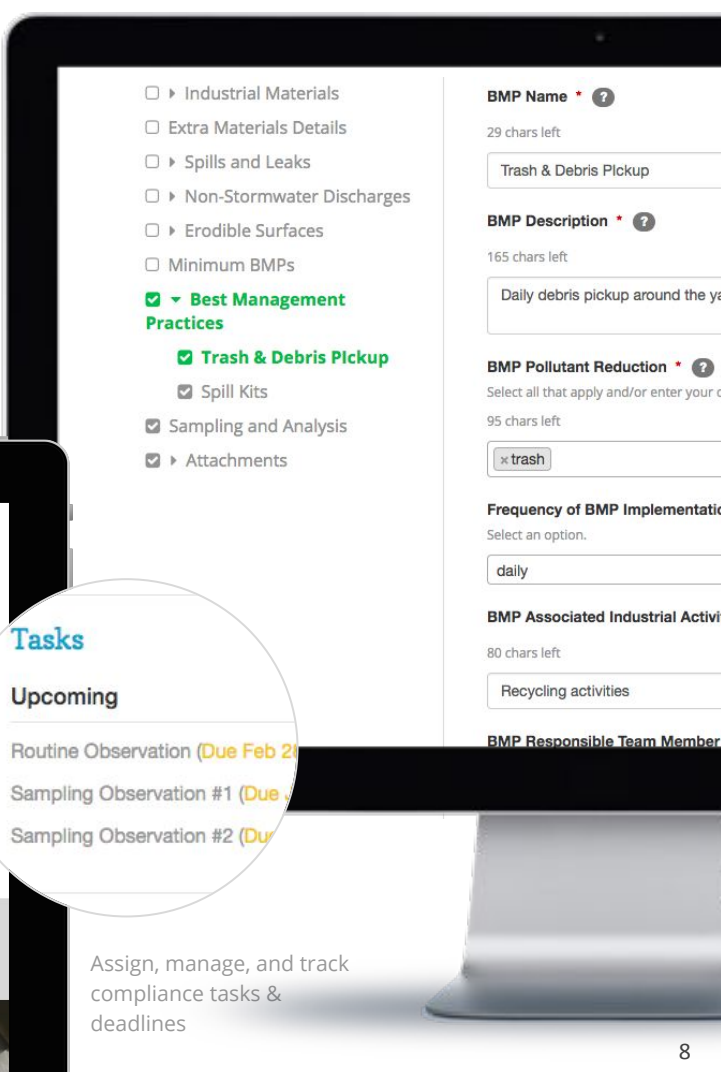 Industrial Materials
Extra Materials Details
Spills and Leaks
Non-Stormwater Discharges
Erodible Surfaces
Minimum BMPs
Best Management
Practices
Trash & Debris PIckup
Spill Kits
Sampling and Analysis
Attachments
BMP Name * ?
29 chars left
Trash & Debris PIckup
BMP Description * ?
165 chars left
Daily debris pickup around the
BMP Pollutant Reduction * ?
Select all that apply and/or enter your
95 chars left
×trash
Frequency of BMP
Select an option.
daily
BMP Associated Industrial
80 chars left
Recycling activities
BMP Responsible Team Member
Tasks
Upcoming
Routine Observation (Due Feb
Sampling Observation #1 (Due
Sampling Observation #2 (
Assign, manage, and track
compliance tasks &
deadlines
8